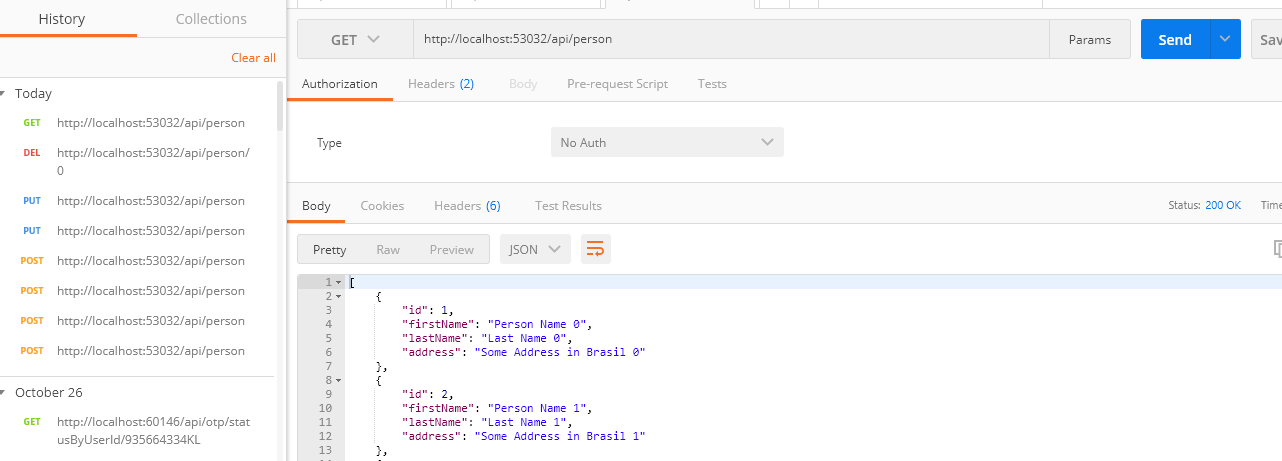 History Collections
Clear all
Today
GET http://localhost:53032/api/person
DEL http://localhost:53032/api/person/
0
PUT http://localhost:53032/api/person
PUT http://localhost:53032/api/person
POST http://localhost:53032/api/person
POST http://localhost:53032/api/person
POST http://localhost:53032/api/person
POST http://localhost:53032/api/person
October 26
GET http://localhost:60146/api/otp/stat
usByUserId/935664334KL
GET http://localhost:53032/api/person Params Send Sav
Authorization Headers (2) Body Pre-request Script Tests
Type No Auth
Body Cookies Headers (6) Test Results Status: 200 OK Time
Pretty Raw Preview JSON
1 [
2 {
3 "id": 1,
4 "firstName": "Person Name 0",
5 "lastName": "Last Name 0",
6 "address": "Some Address in Brasil 0"
7 },
8 {
9 "id": 2,
10 "firstName": "Person Name 1",
11 "lastName": "Last Name 1",
12 "address": "Some Address in Brasil 1"
13 },